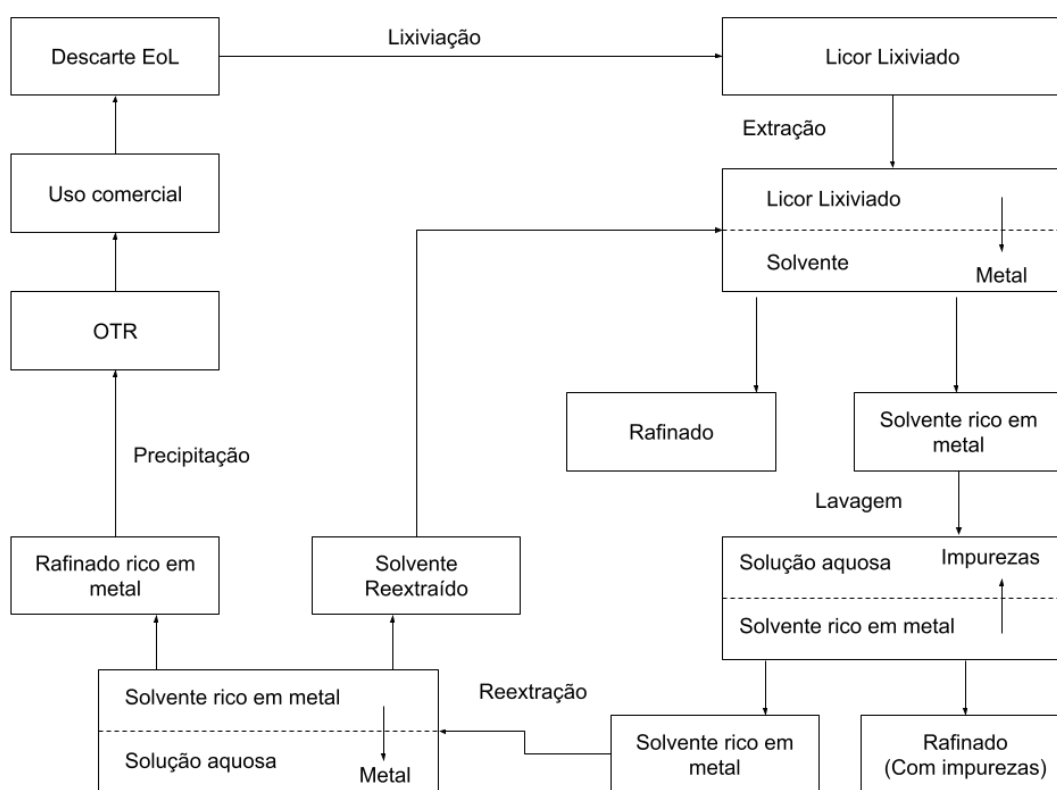 Descarte EoL
Lixiviação
Licor Lixiviado
Extração
Uso comercial
Licor Lixiviado
Solvente
Metal
OTR
Rafinado
Solvente rico em
metal
Precipitação
Lavagem
Rafinado rico em
metal
Solvente
Reextraído
Solução aquosa
Impurezas
Solvente rico em metal
Solvente rico em metal
Solução aquosa
Metal
Reextração
Solvente rico em
metal
Rafinado
(Com impurezas)